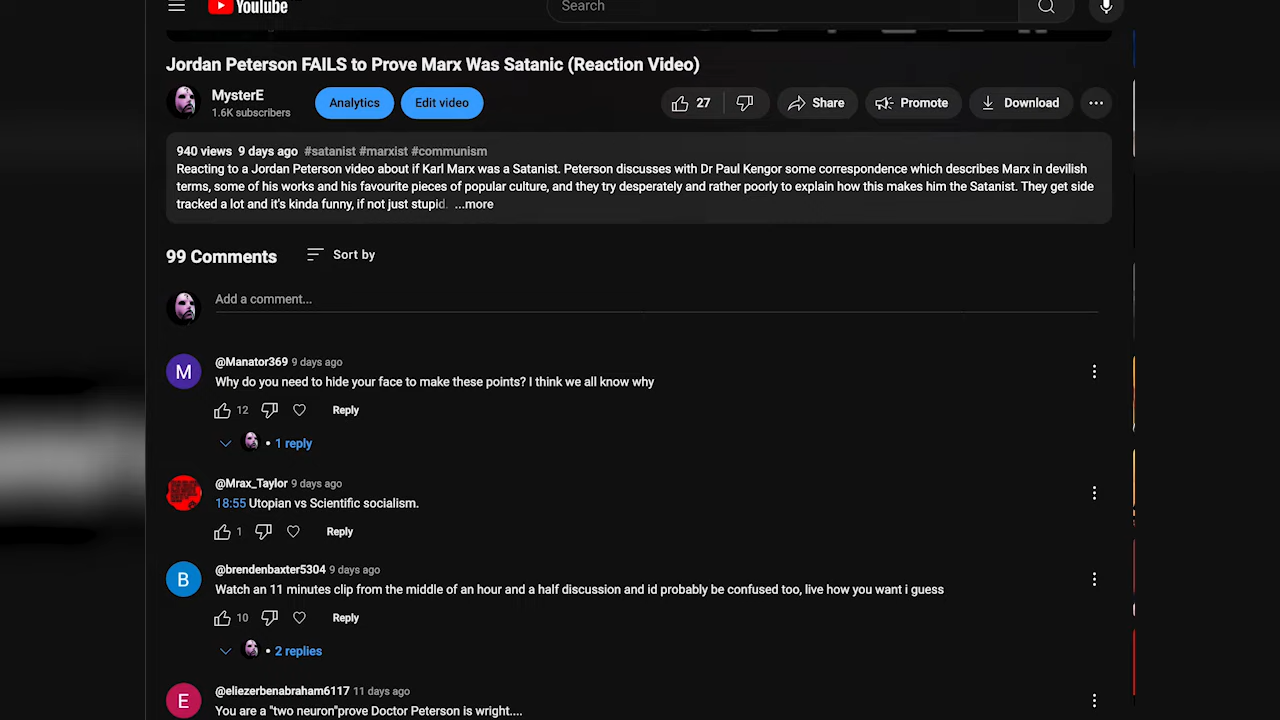 YouTube
Search
Jordan Peterson FAILS to Prove Marx Was Satanic (Reaction Video)
MysterE
1.6K subscribers
Analytics
Edit video
27
Share
Promote
Download
940 views 9 days ago #satanist #marxist #communism
Reacting to a Jordan Peterson video about if Karl Marx was a Satanist. Peterson discusses with Dr Paul Kengor some correspondence which describes Marx in devilish
terms, some of his works and his favourite pieces of popular culture, and they try desperately and rather poorly to explain how this makes him the Satanist. They get side
tracked a lot and it's kinda funny, if not just stupid. ...more
99 Comments
Sort by
Add a comment...
@Manator369 9 days ago
Why do you need to hide your face to make these points? I think we all know why
12 Reply
• 1 reply
@Mrax_Taylor 9 days ago
18:55 Utopian vs Scientific socialism.
1 Reply
B
@brendenbaxter5304 9 days ago
Watch an 11 minutes clip from the middle of an hour and a half discussion and id probably be confused too, live how you want i guess
10 Reply
• 2 replies
E
@eliezerbenabraham6117 11 days ago
You are a "two neuron"prove Doctor Peterson is wright....